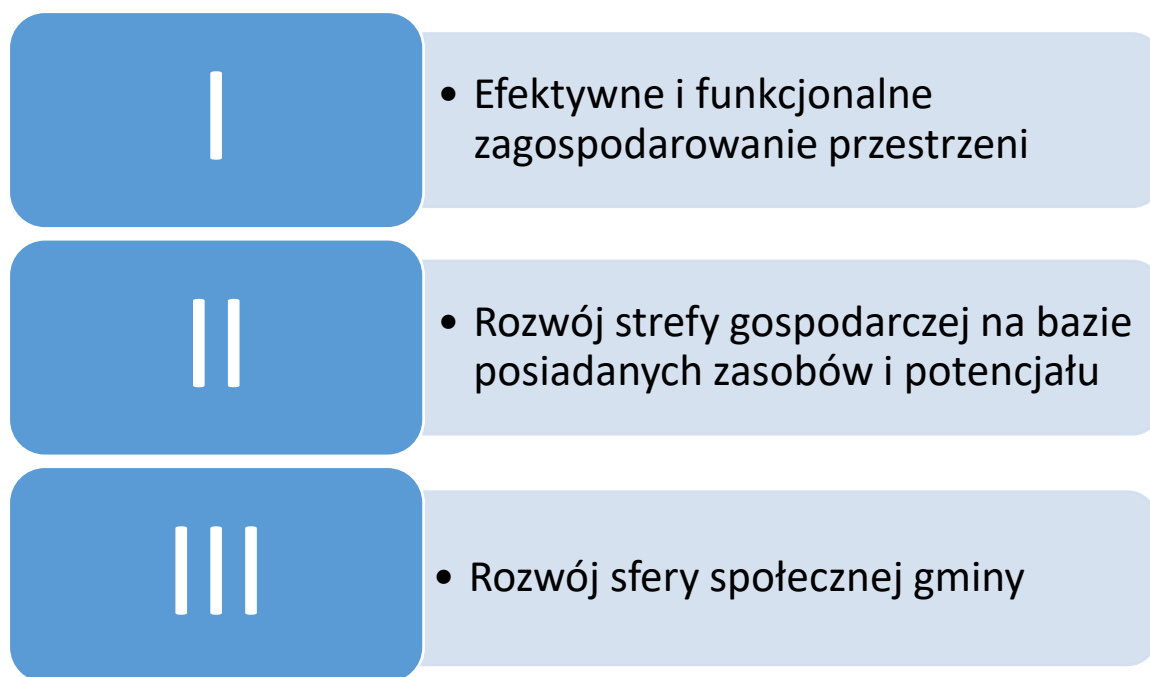 I
• Efektywne i funkcjonalne
zagospodarowanie przestrzeni
II
• Rozwój strefy gospodarczej na bazie
posiadanych zasobów i potencjału
III
• Rozwój sfery społecznej gminy